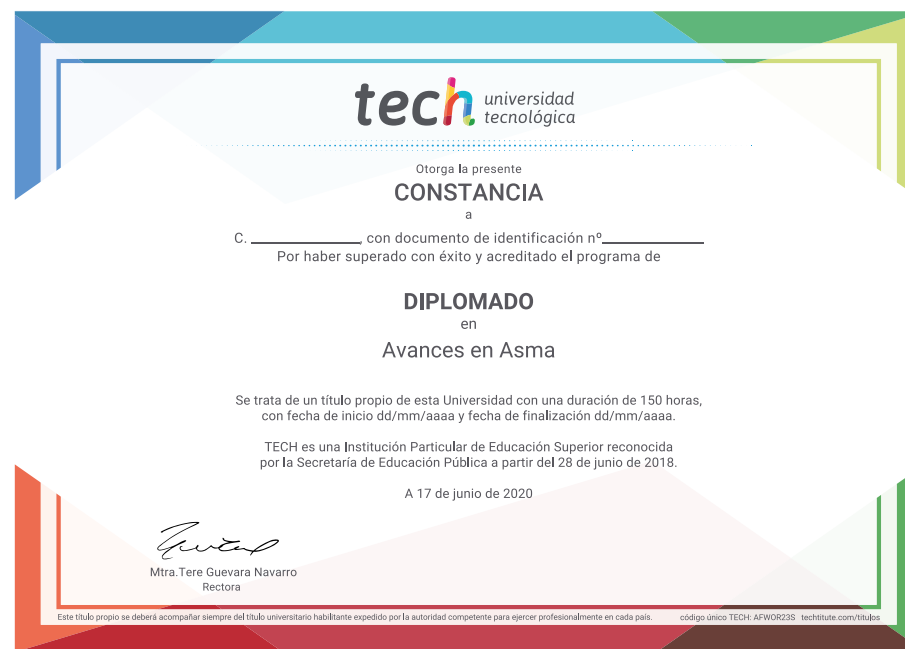 tech universidad
tecnológica
Otorga la presente
CONSTANCIA
a
C. ____________, con documento de identificación nº____________
Por haber superado con éxito y acreditado el programa de
DIPLOMADO
en
Avances en Asma
Se trata de un título propio de esta Universidad con una duración de 150 horas,
con fecha de inicio dd/mm/aaaa y fecha de finalización dd/mm/aaaa.
TECH es una Institución Particular de Educación Superior reconocida
por la Secretaría de Educación Pública a partir del 28 de junio de 2018.
A 17 de junio de 2020
Mtra.Tere Guevara Navarro
Rectora
Este título propio se deberá acompañar siempre del título universitario habilitante expedido por la autoridad competente para ejercer profesionalmente en cada país. código único TECH: AFWOR23S techtitute.com/titulos